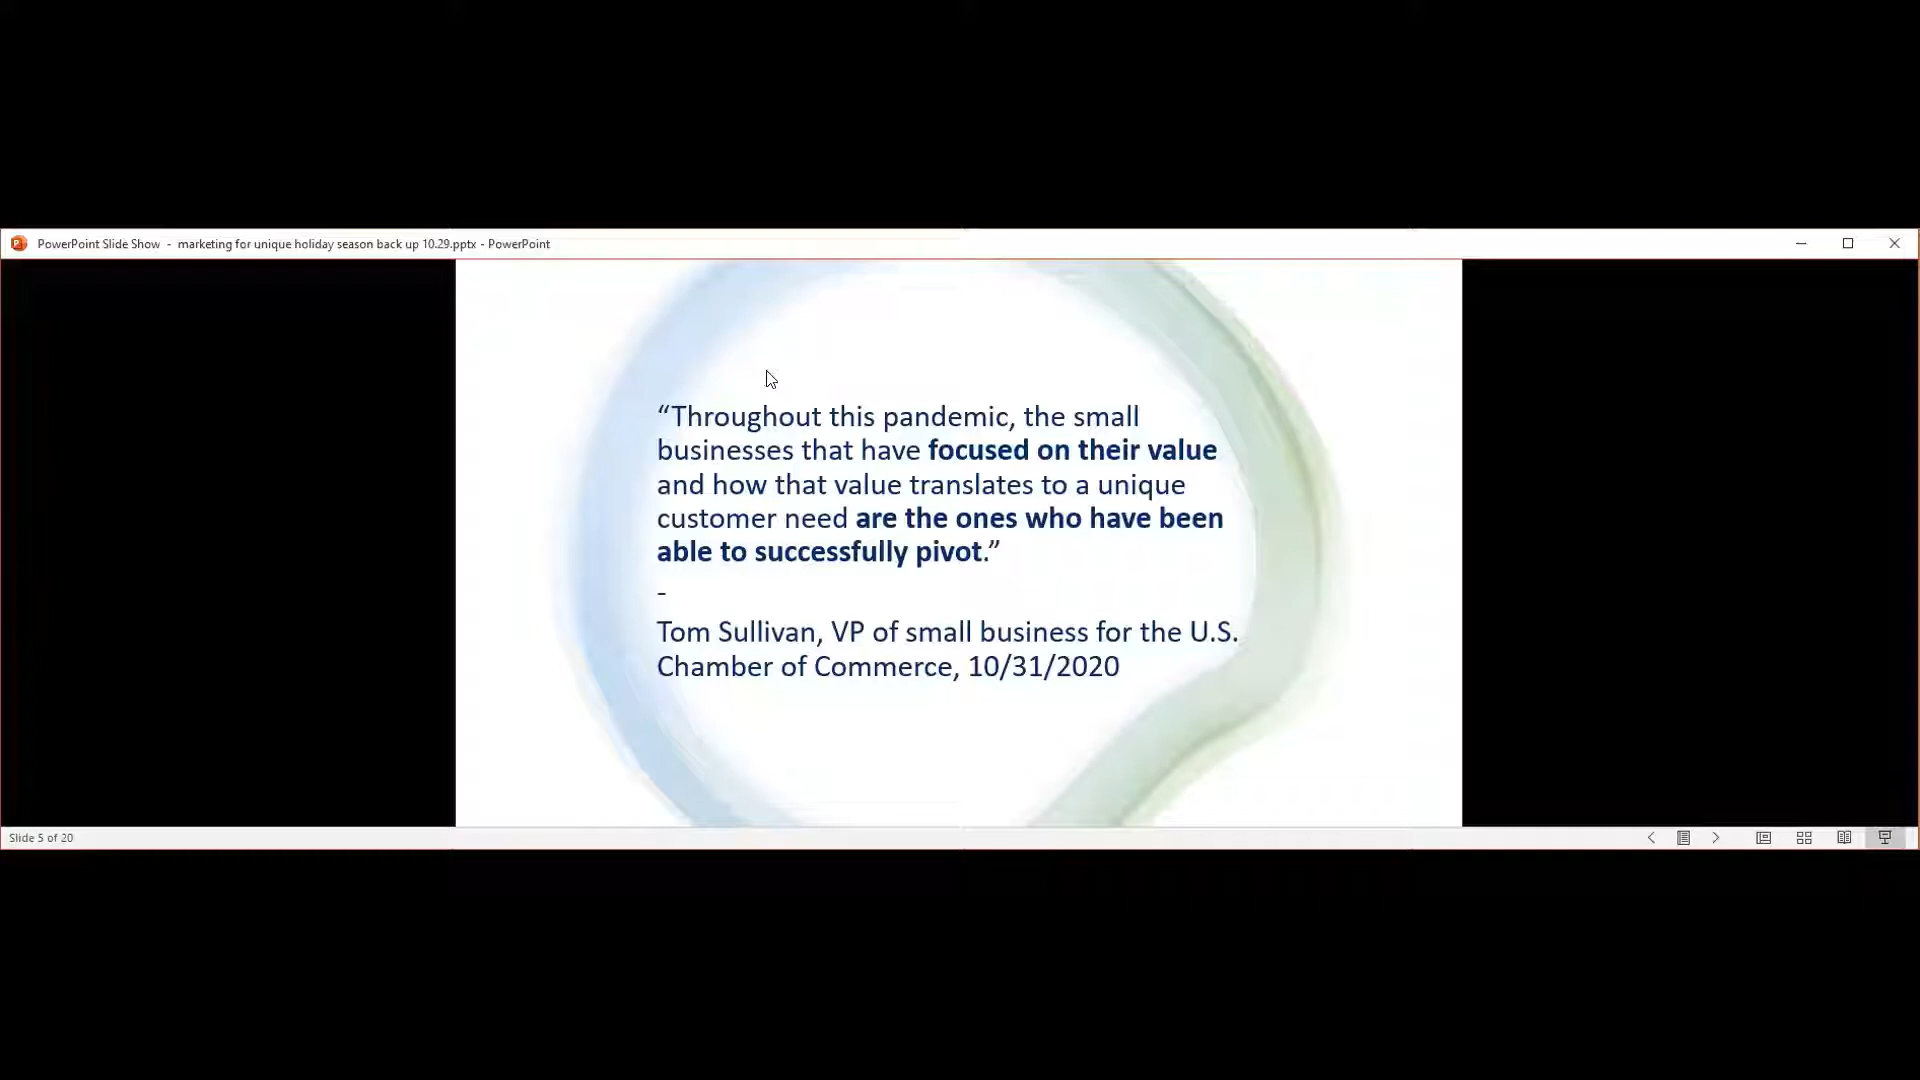 PowerPoint Slide Show - marketing for unique holiday season back up 10.29.pptx - PowerPoint
“Throughout this pandemic, the small
businesses that have focused on their value
and how that value translates to a unique
customer need are the ones who have been
able to successfully pivot.”
-
Tom Sullivan, VP of small business for the U.S.
Chamber of Commerce, 10/31/2020
Slide 5 of 20